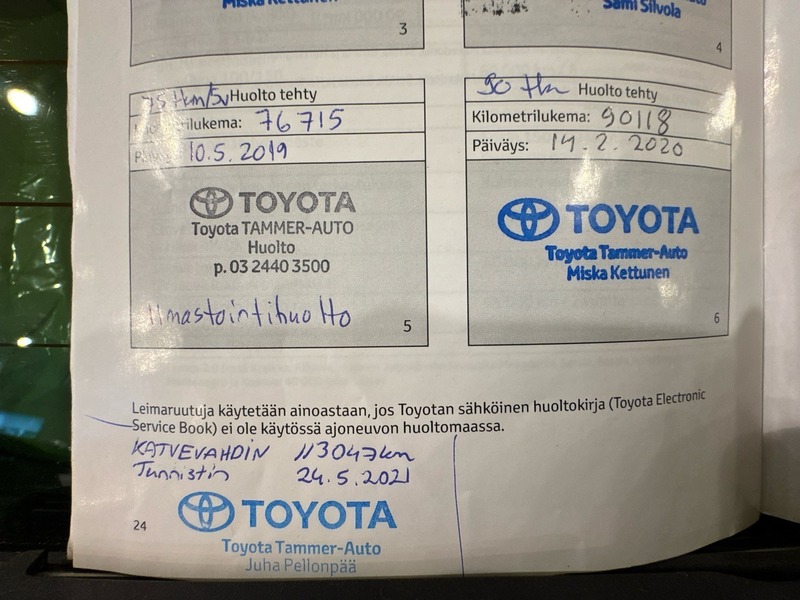 Miska Kettunen
3
Sami Silvola
4
75 tkm/5v Huolto tehty
Kilometrilukema: 76715
10.5.2019
TOYOTA
Toyota TAMMER-AUTO
Huolto
p. 03 2440 3500
Ilmastointihuolto
5
90 tkm Huolto tehty
Kilometrilukema: 90118
Päiväys: 14.2.2020
TOYOTA
Toyota Tammer-Auto
Miska Kettunen
6
Leimaruutuja käytetään ainoastaan, jos Toyotan sähköinen huoltokirja (Toyota Electronic
Service Book) ei ole käytössä ajoneuvon huoltomaassa.
KATVEVAHDIN 113047km
Tunnistin 24.5.2021
24
TOYOTA
Toyota Tammer-Auto
Juha Pellonpää